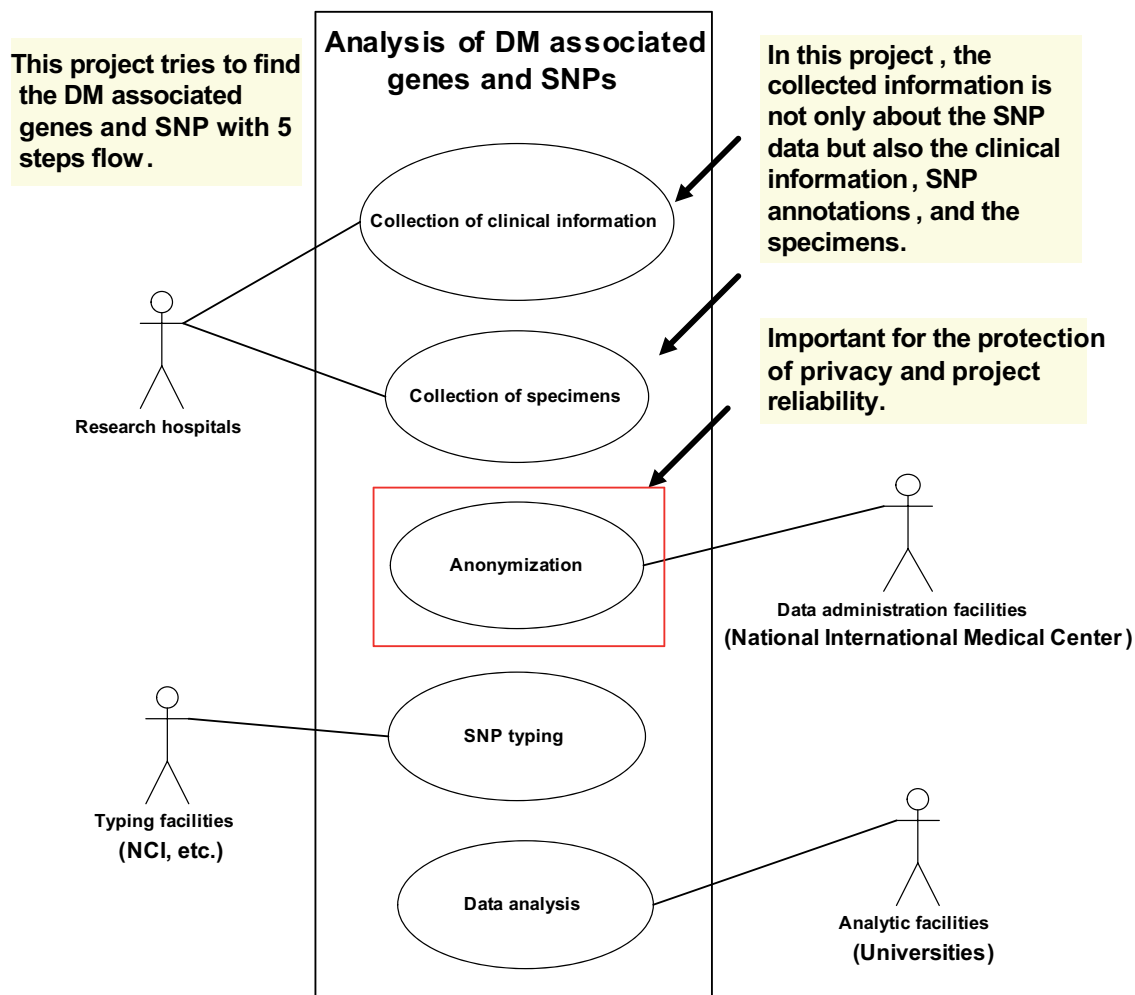 Analysis of DM associated
genes and SNPs
This project tries to find
the DM associated
genes and SNP with 5
steps flow.
In this project, the
collected information is
not only about the SNP
data but also the clinical
information, SNP
annotations, and the
specimens.
Collection of clinical information
Research hospitals
Collection of specimens
Important for the protection
of privacy and project
reliability.
Anonymization
Data administration facilities
(National International Medical Center)
SNP typing
Typing facilities
(NCI, etc.)
Data analysis
Analytic facilities
(Universities)